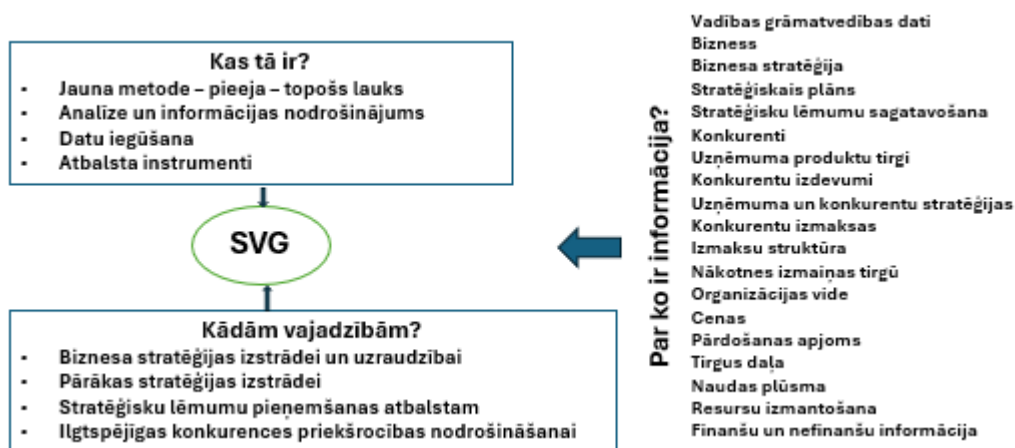 Kas tā ir?
- Jauna metode – pieeja – topošs lauks
- Analīze un informācijas nodrošinājums
- Datu iegūšana
- Atbalsta instrumenti
SVG
Kādām vajadzībām?
- Biznesa stratēģijas izstrādei un uzraudzībai
- Pārākas stratēģijas izstrādei
- Stratēģisku lēmumu pieņemšanas atbalstam
- Ilgtspējīgas konkurences priekšrocības nodrošināšanai
Par ko ir informācija?
Vadības grāmatvedības dati
Bizness
Biznesa stratēģija
Stratēģiskais plāns
Stratēģisku lēmumu sagatavošana
Konkurenti
Uzņēmuma produktu tirgi
Konkurentu izdevumi
Uzņēmuma un konkurentu stratēģijas
Konkurentu izmaksas
Izmaksu struktūra
Nākotnes izmaiņas tirgū
Organizācijas vide
Cenas
Pārdošanas apjoms
Tirgus daļa
Naudas plūsma
Resursu izmantošana
Finanšu un nefinanšu informācija